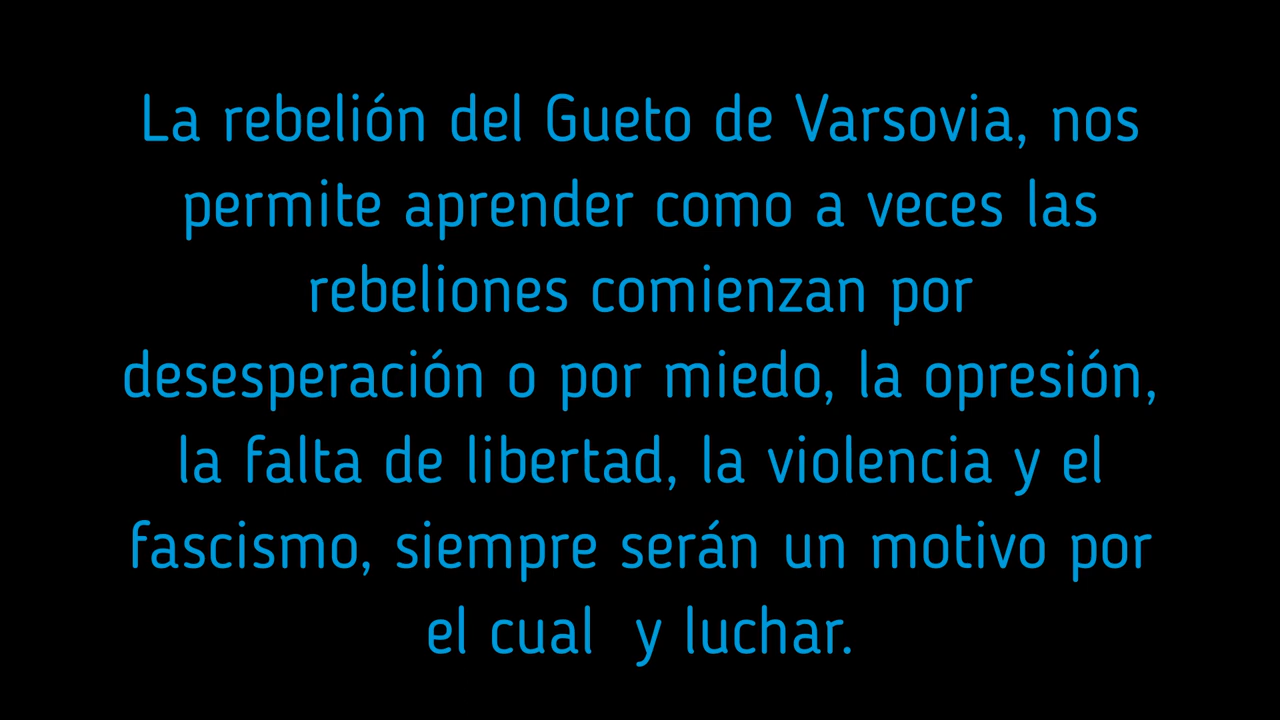 La rebelión del Gueto de Varsovia, nos
permite aprender como a veces las
rebeliones comienzan por
desesperación o por miedo, la opresión,
la falta de libertad, la violencia y el
fascismo, siempre serán un motivo por
el cual  y luchar.